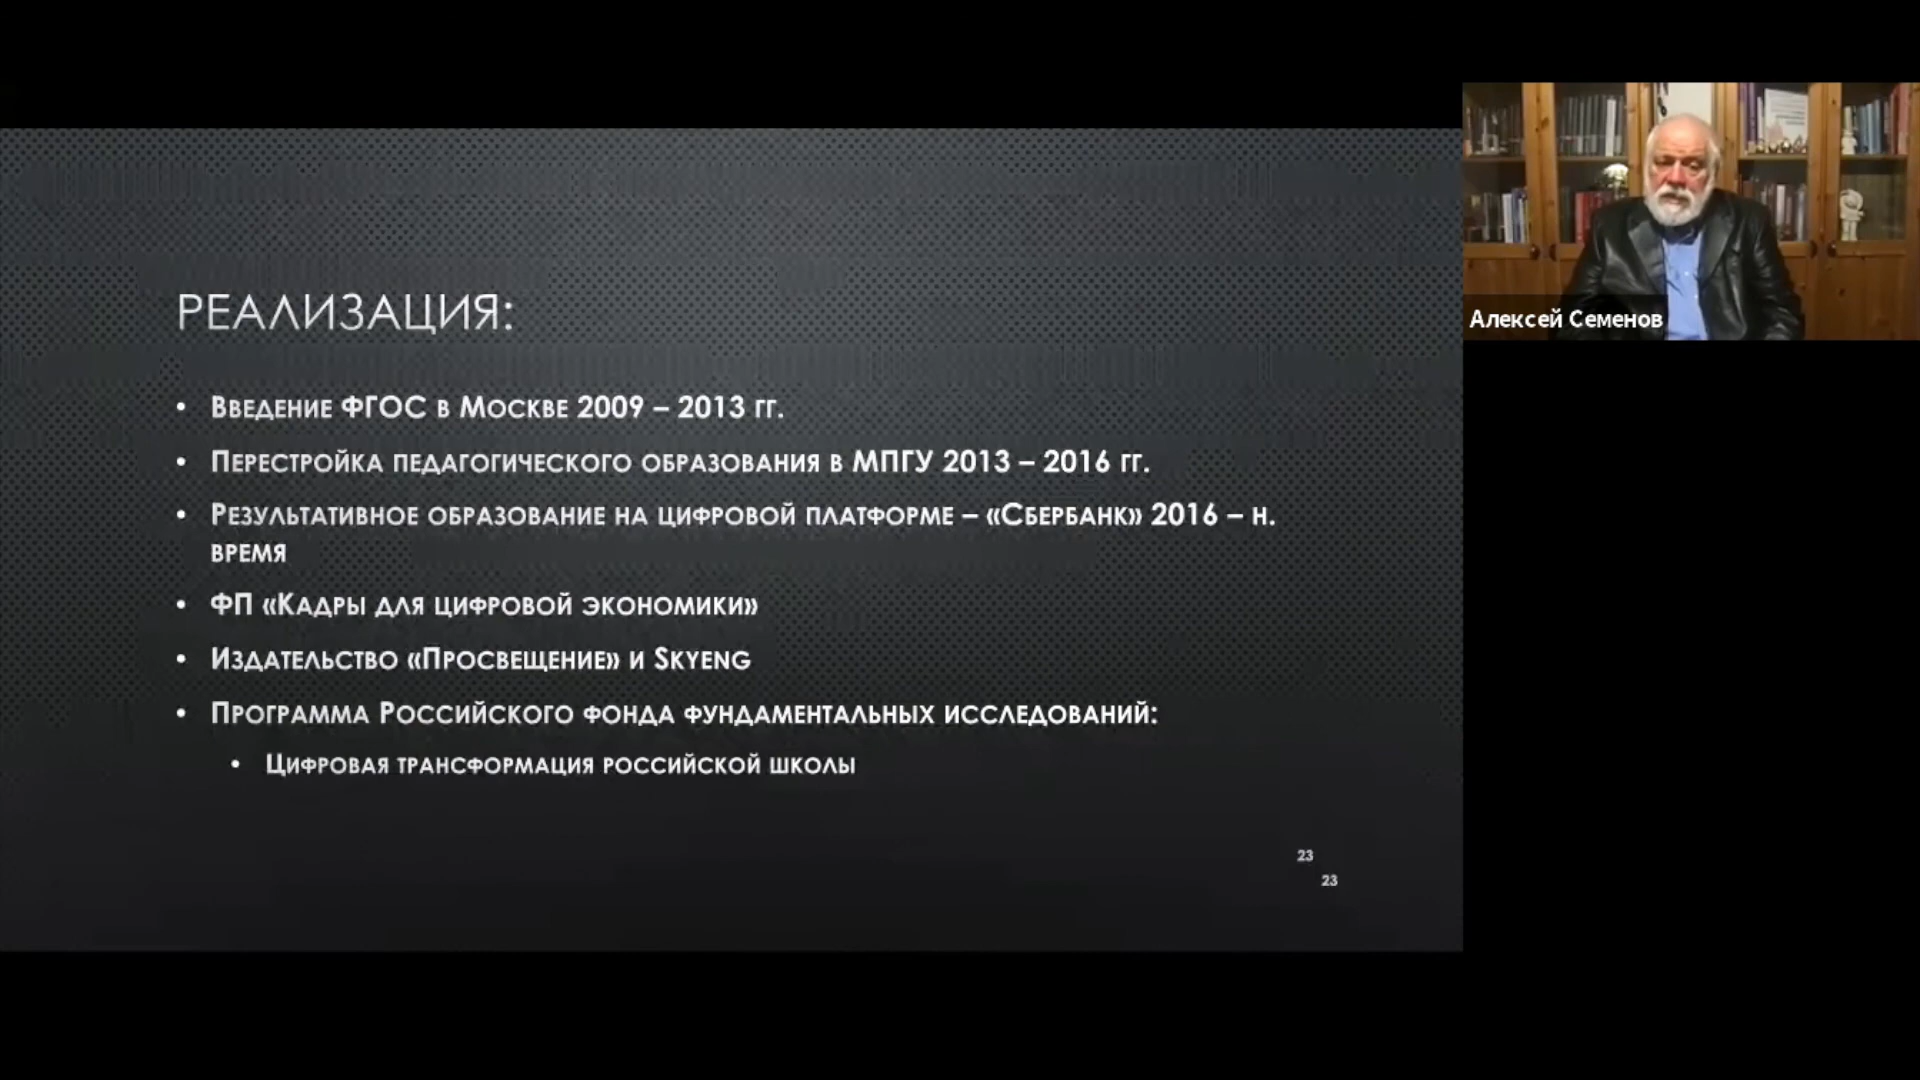 РЕАЛИЗАЦИЯ:
• Введение ФГОС в Москве 2009 – 2013 гг.
• Перестройка педагогического образования в МПГУ 2013 – 2016 гг.
• Результативное образование на цифровой платформе – «Сбербанк» 2016 – н.
время
• ФП «Кадры для цифровой экономики»
• Издательство «Просвещение» и Skyeng
• Программа Российского фонда фундаментальных исследований:
• Цифровая трансформация российской школы
23
23
Алексей Семенов